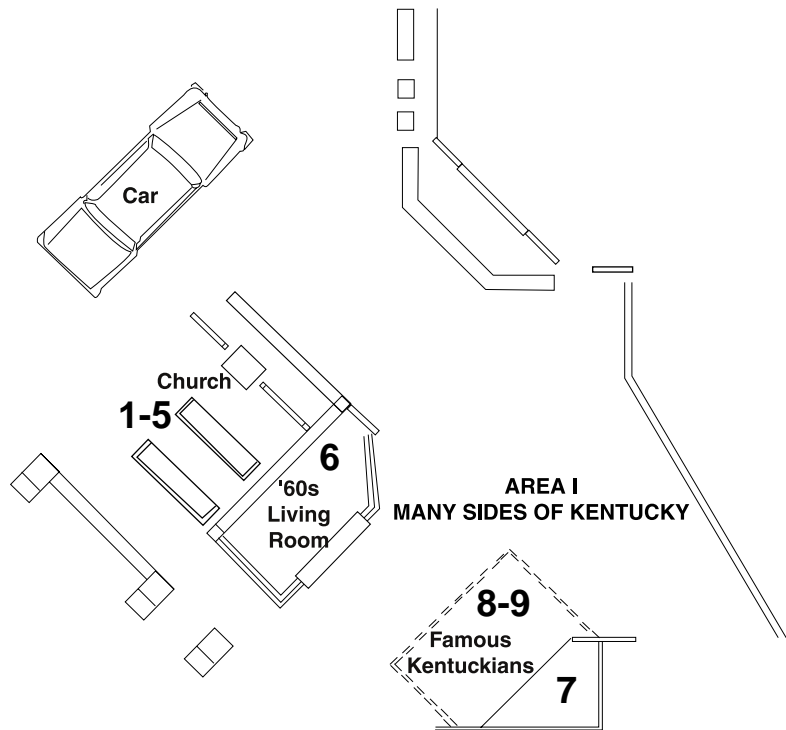 Car
Church
1-5
6
'60s
Living
Room
AREA I
MANY SIDES OF KENTUCKY
8-9
Famous
Kentuckians
7